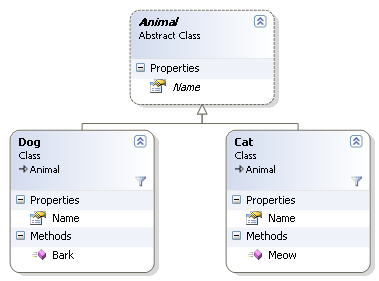 Animal
Abstract Class
Properties
Name
Dog
Class
Animal
Properties
Name
Methods
Bark
Cat
Class
Animal
Properties
Name
Methods
Meow